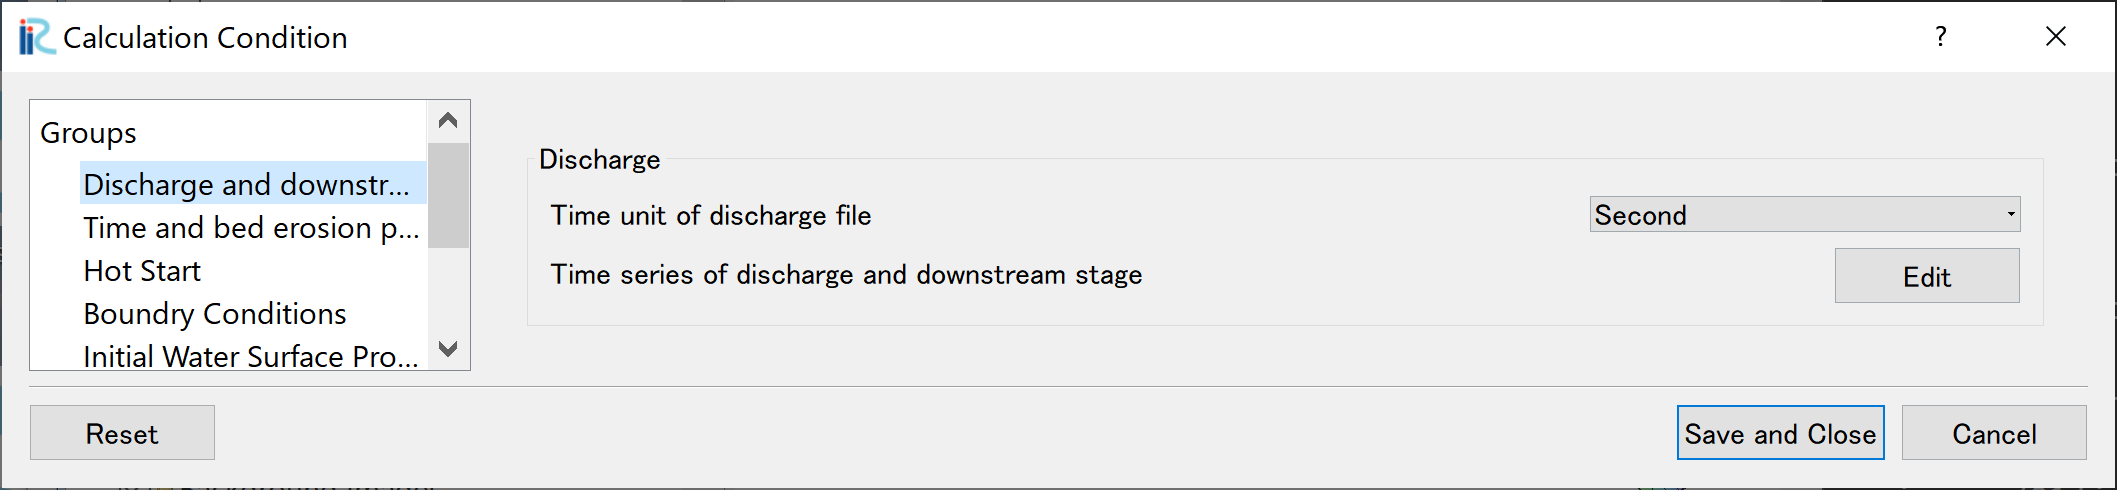 Calculation Condition
?
Groups
Discharge and downstr...
Time and bed erosion p...
Hot Start
Boundry Conditions
Initial Water Surface Pro...
Discharge
Time unit of discharge file
Second
Time series of discharge and downstream stage
Edit
Reset
Save and Close
Cancel